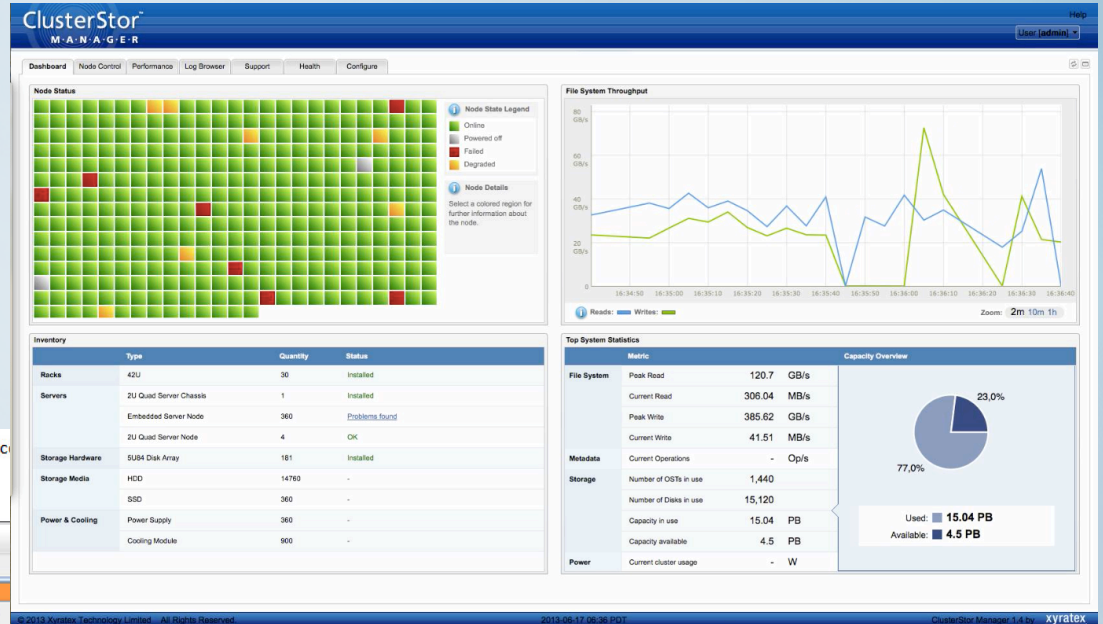 ClusterStor™
M·A·N·A·G·E·R
Help
User [admin]
Dashboard
Node Control
Performance
Log Browser
Support
Health
Configure
Node Status
Node State Legend
Online
Powered off
Failed
Degraded
Node Details
Select a colored region for
further information about
the node.
File System Throughput
80
GB/s
60
GB/s
40
GB/s
20
GB/s
0
16:34:50 16:35:00 16:35:10 16:35:20 16:35:30 16:35:40 16:35:50 16:36:00 16:36:10 16:36:20 16:36:30 16:36:40
Reads: Writes:
Zoom: 2m 10m 1h
Inventory
Type Quantity Status
Racks 42U 30 Installed
Servers 2U Quad Server Chassis 1 Installed
Embedded Server Node 360 Problems found
2U Quad Server Node 4 OK
Storage Hardware 5U84 Disk Array 181 Installed
Storage Media HDD 14760 -
SSD 360 -
Power & Cooling Power Supply 360 -
Cooling Module 900 -
Top System Statistics
Metric Capacity Overview
File System Peak Read 120.7 GB/s
Current Read 306.04 MB/s
Peak Write 385.62 GB/s
Current Write 41.51 MB/s
Metadata Current Operations - Op/s
Storage Number of OSTs in use 1,440
Number of Disks in use 15,120
Capacity in use 15.04 PB
Capacity available 4.5 PB
Power Current cluster usage - W
23,0%
77,0%
Used: 15.04 PB
Available: 4.5 PB
© 2013 Xyratex Technology Limited All Rights Reserved.
2013-06-17 06:36 PDT
ClusterStor Manager 1.4 by xyratex